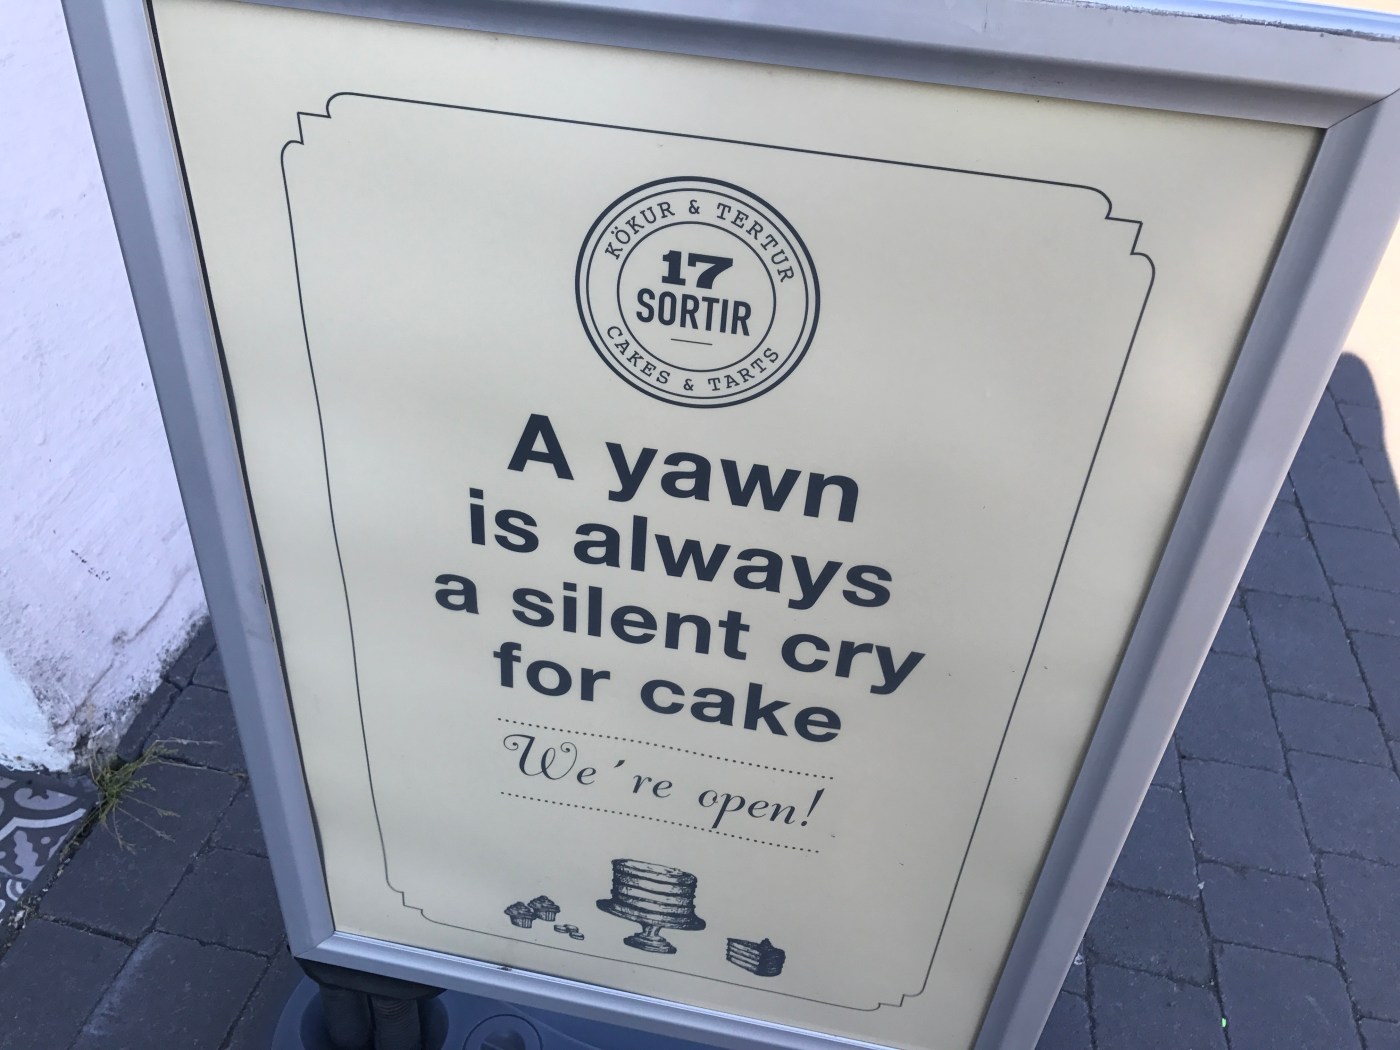 KÖKUR & TERTUR
17
SORTIR
CAKES & TARTS
A yawn
is always
a silent cry
for cake
We´re open!